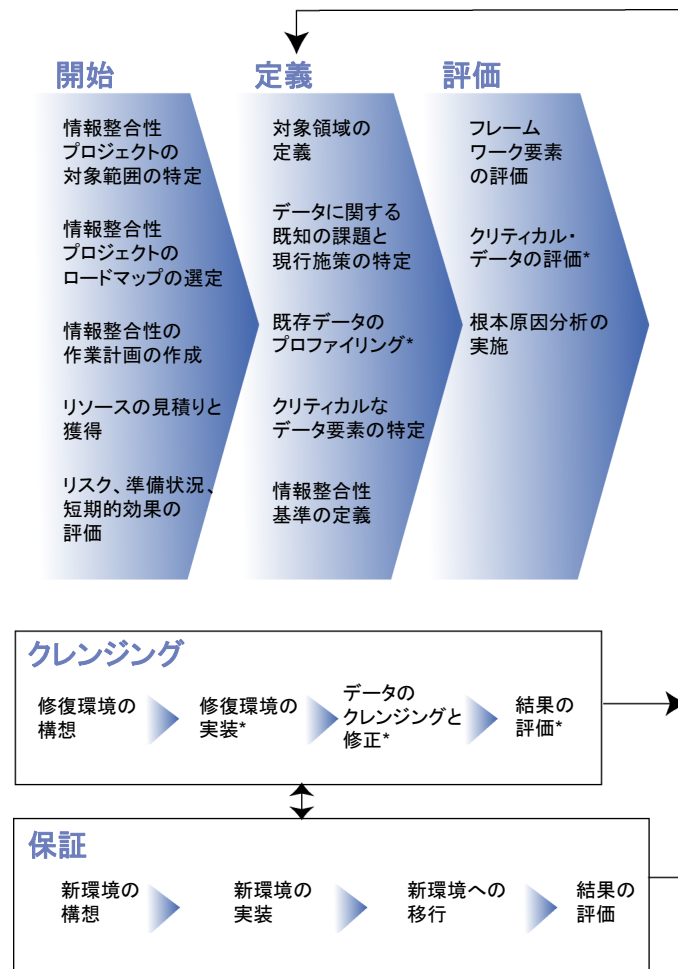 開始
情報整合性
プロジェクトの
対象範囲の特定
情報整合性
プロジェクトの
ロードマップの選定
情報整合性の
作業計画の作成
リソースの見積りと
獲得
リスク、準備状況、
短期的効果の
評価
定義
対象領域の
定義
データに関する
既知の課題と
現行施策の特定
既存データの
プロファイリング*
クリティカルな
データ要素の特定
情報整合性
基準の定義
評価
フレーム
ワーク要素
の評価
クリティカル・
データの評価*
根本原因分析の
実施
クレンジング
修復環境の
構想
修復環境の
実装*
データの
クレンジングと
修正*
結果の
評価*
保証
新環境の
構想
新環境の
実装
新環境への
移行
結果の
評価